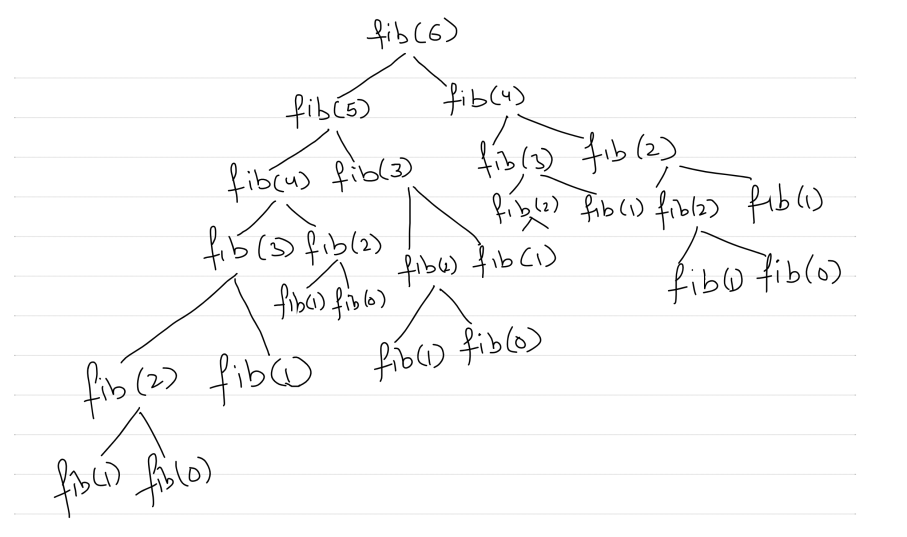 fib(6)
fib(5) fib(4)
fib(4) fib(3) fib(3) fib(2)
fib(2) fib(1) fib(2) fib(1)
fib(3) fib(2) fib(2) fib(1)
fib(1) fib(0) fib(1) fib(0)
fib(1) fib(0)
fib(2) fib(1)
fib(1) fib(0)